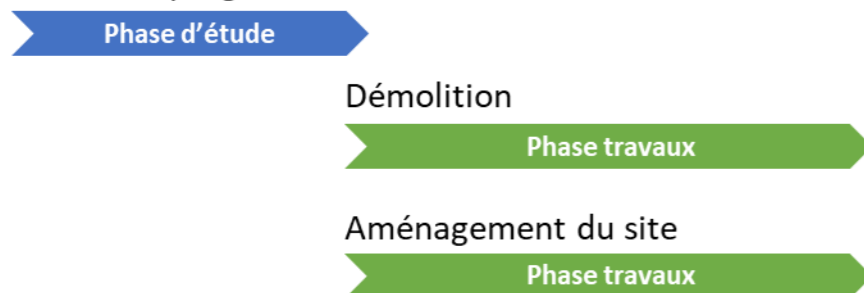 Phase d'étude
Démolition
Phase travaux
Aménagement du site
Phase travaux